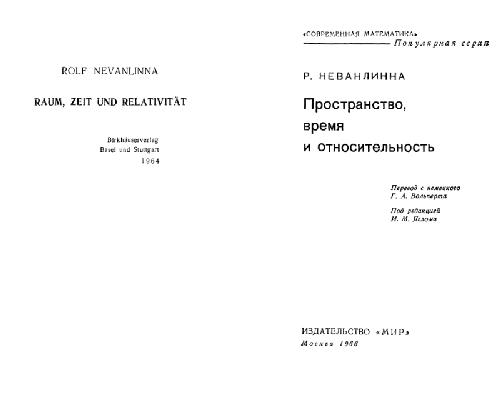 ROLF NEVANLINNA
RAUM, ZEIT UND RELATIVITÄT
Birkhäuserverlag
Basel und Stuttgart
1964
«СОВРЕМЕННАЯ МАТЕМАТИКА»
Популярная серия
Р. НЕВАНЛИННА
Пространство,
время
и относительность
Перевод с немецкого
Г. А. Вольперта
Под редакцией
И. М. Яглома
ИЗДАТЕЛЬСТВО «МИР»
Москва 1966